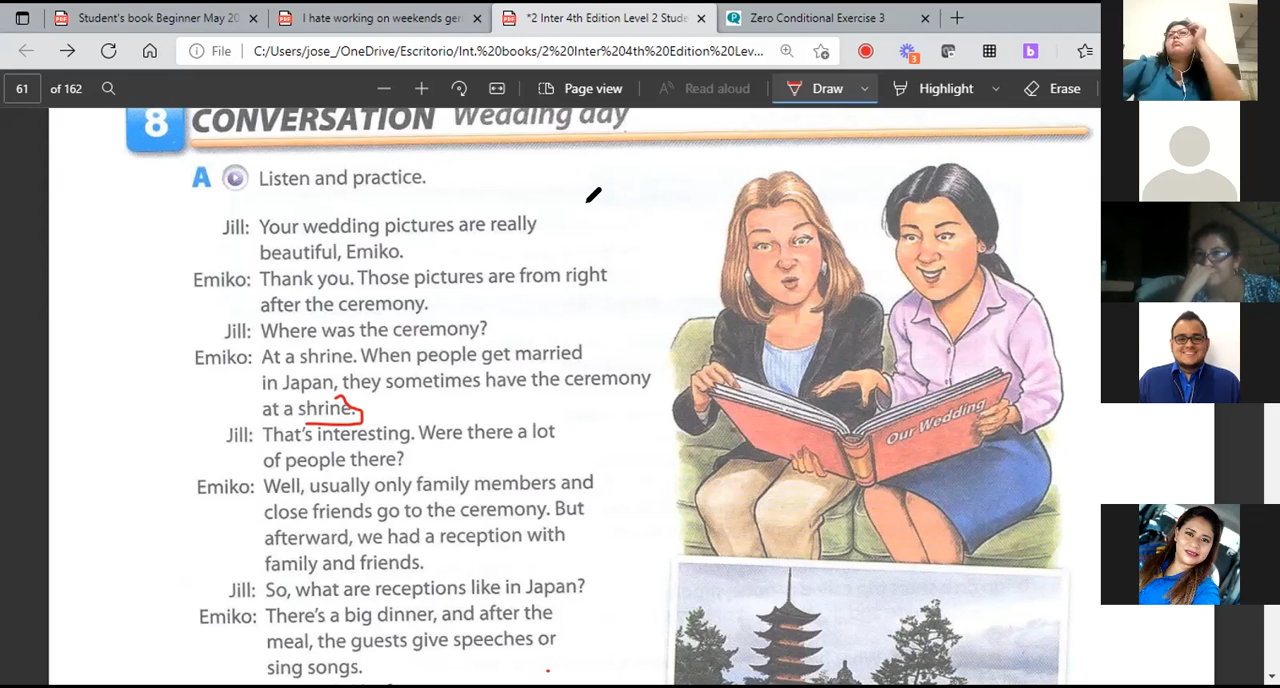 Student's book Beginner May 20
I hate working on weekends ger
*2 Inter 4th Edition Level 2 Stude
Zero Conditional Exercise 3
File
C:/Users/jose_/OneDrive/Escritorio/Int.%20books/2%20Inter%204th%20Edition%20Lev...
3
61 of 162
Page view
Read aloud
Draw
Highlight
Erase
8 CONVERSATION Wedding day
A Listen and practice.
Jill: Your wedding pictures are really
beautiful, Emiko.
Emiko: Thank you. Those pictures are from right
after the ceremony.
Jill: Where was the ceremony?
Emiko: At a shrine. When people get married
in Japan, they sometimes have the ceremony
at a shrine.
Jill: That's interesting. Were there a lot
of people there?
Emiko: Well, usually only family members and
close friends go to the ceremony. But
afterward, we had a reception with
family and friends.
Jill: So, what are receptions like in Japan?
Emiko: There's a big dinner, and after the
meal, the guests give speeches or
sing songs.
Our Wedding